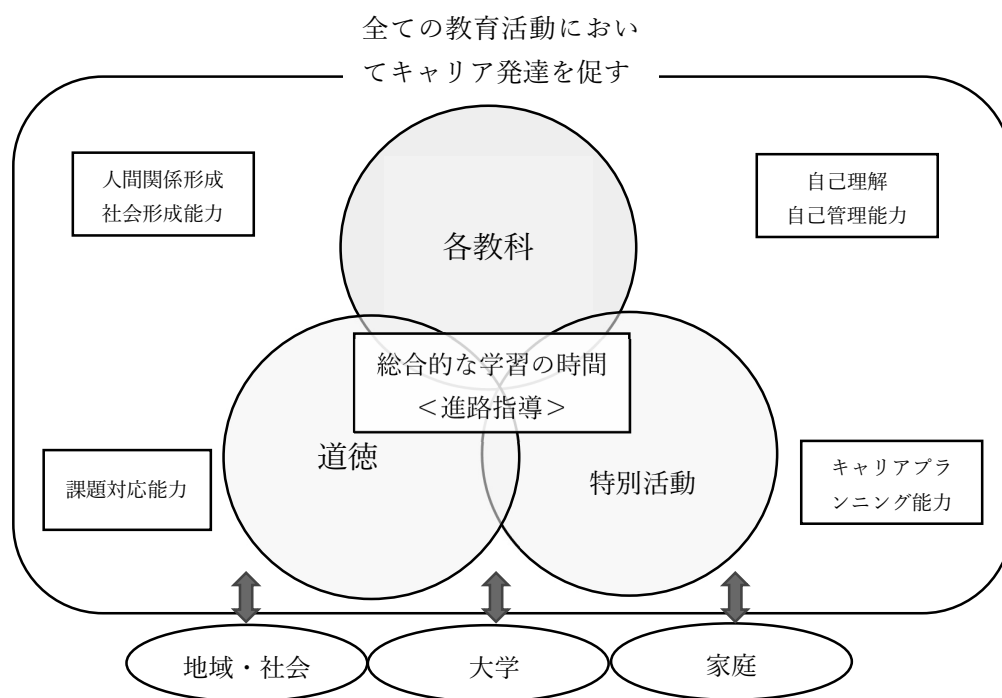 全ての教育活動におい
てキャリア発達を促す
人間関係形成
社会形成能力
自己理解
自己管理能力
各教科
総合的な学習の時間
＜進路指導＞
道徳
特別活動
課題対応能力
キャリアプラ
ンニング能力
地域・社会
大学
家庭